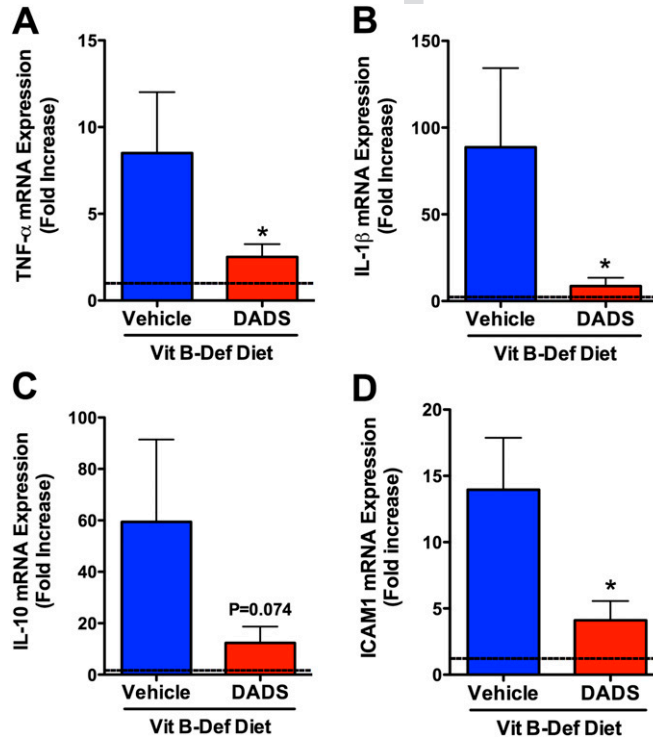 A
TNF-α mRNA Expression
(Fold Increase)
15
10
5
0
*
Vehicle DADS
Vit B-Def Diet
B
IL-1β mRNA Expression
(Fold Increase)
150
100
50
0
*
Vehicle DADS
Vit B-Def Diet
C
IL-10 mRNA Expression
(Fold Increase)
100
80
60
40
20
0
P=0.074
Vehicle DADS
Vit B-Def Diet
D
ICAM1 mRNA Expression
(Fold increase)
20
15
10
5
0
*
Vehicle DADS
Vit B-Def Diet